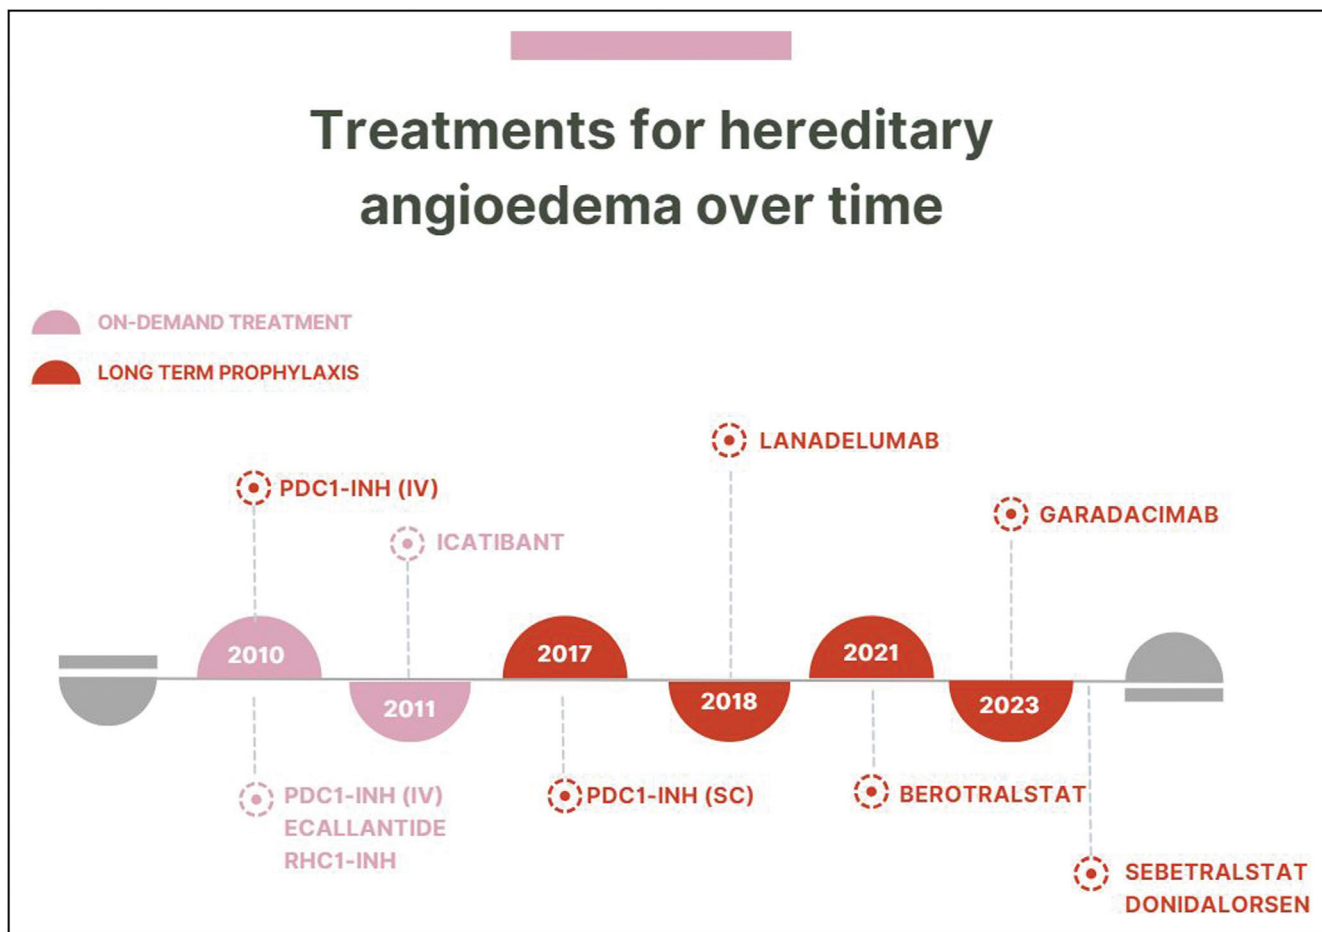 Treatments for hereditary
angioedema over time
ON-DEMAND TREATMENT
LONG TERM PROPHYLAXIS
LANADELUMAB
PDC1-INH (IV)
GARADACIMAB
ICATIBANT
2010
2017
2021
2011
2018
2023
PDC1-INH (IV)
ECALLANTIDE
RHC1-INH
PDC1-INH (SC)
BEROTRALSTAT
SEBETRALSTAT
DONIDALORSEN